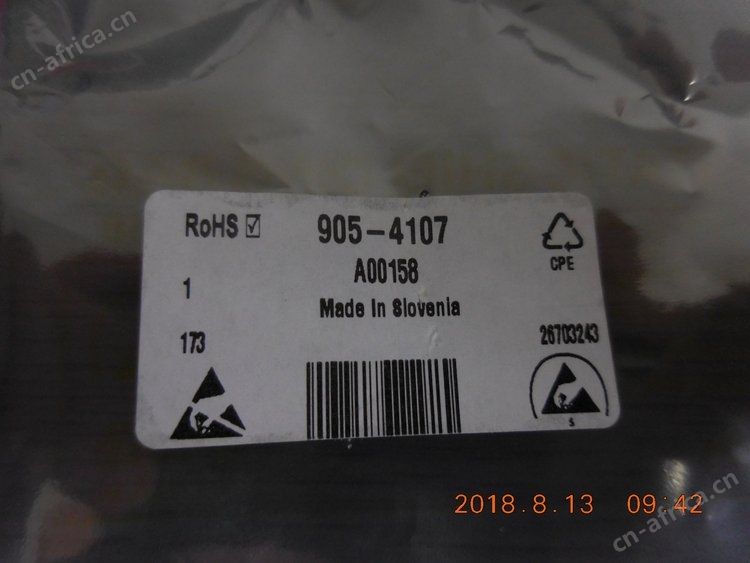 cn-africa.cn
RoHS ☑
905-4107
A00158
Made In Slovenia
CPE
1
173
26703243
S
2018.8.13 09:42
cn-africa.cn